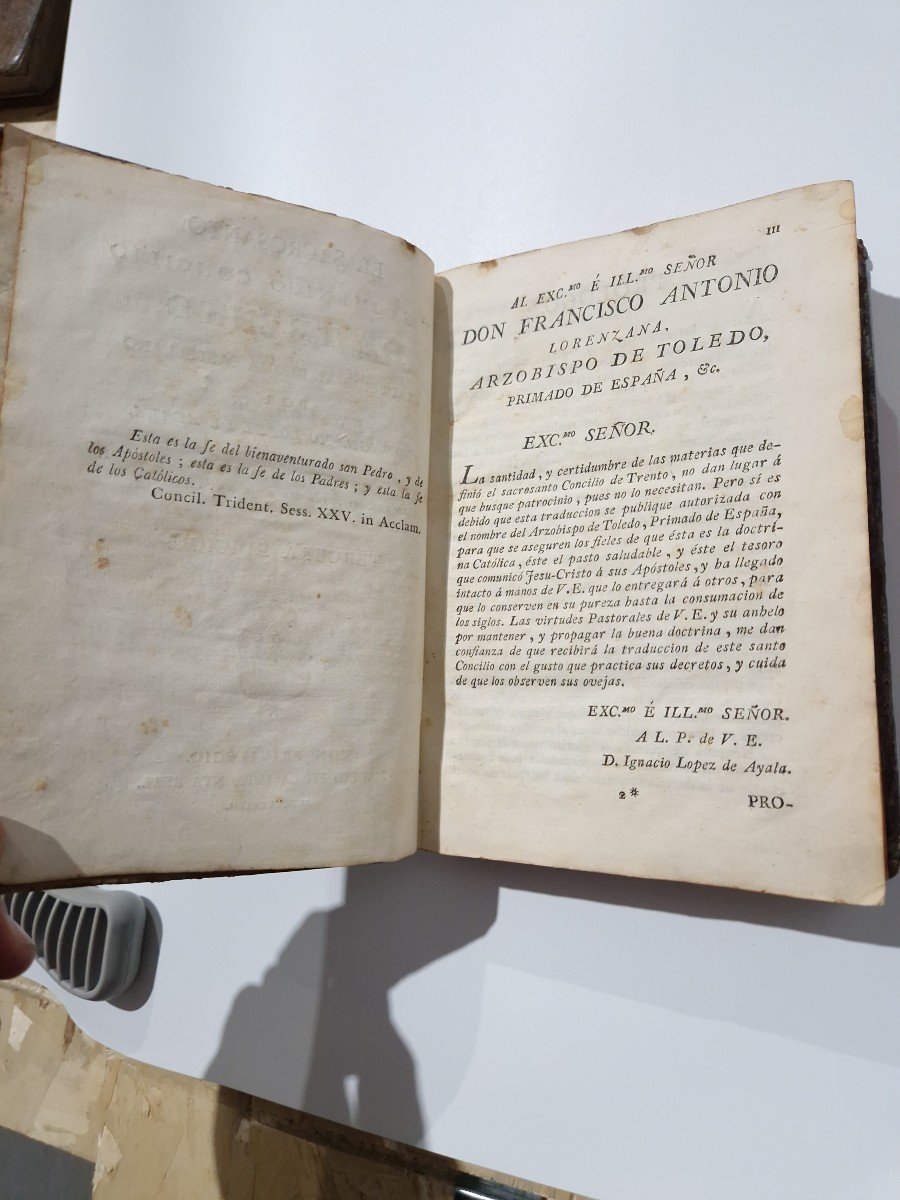 Esta es la fe del bienaventurado san Pedro, y de
los Apóstoles; esta es la fe de los Padres; y esta la fe
de los Católicos.
Concil. Trident. Sess. XXV. in Acclam.
III
AL EXC.MO É ILL.MO SEÑOR
DON FRANCISCO ANTONIO
LORENZANA,
ARZOBISPO DE TOLEDO,
PRIMADO DE ESPAÑA, &c.
EXC.MO SEÑOR.
La santidad, y certidumbre de las materias que de-
finió el sacrosanto Concilio de Trento, no dan lugar á
que busque patrocinio, pues no lo necesitan. Pero sí es
debido que esta traduccion se publique autorizada con
el nombre del Arzobispo de Toledo, Primado de España,
para que se aseguren los fieles de que ésta es la doctri-
na Católica, éste el pasto saludable, y éste el tesoro
que comunicó Jesu-Cristo á sus Apóstoles, y ha llegado
intacto á manos de V. E. que lo entregará á otros, para
que lo conserven en su pureza hasta la consumacion de
los siglos. Las virtudes Pastorales de V. E. y su anhelo
por mantener, y propagar la buena doctrina, me dan
confianza de que recibirá la traduccion de este santo
Concilio con el gusto que practica sus decretos, y cuida
de que los observen sus ovejas.
EXC.MO É ILL.MO SEÑOR.
A L. P. de V. E.
D. Ignacio Lopez de Ayala.
2*
PRO-